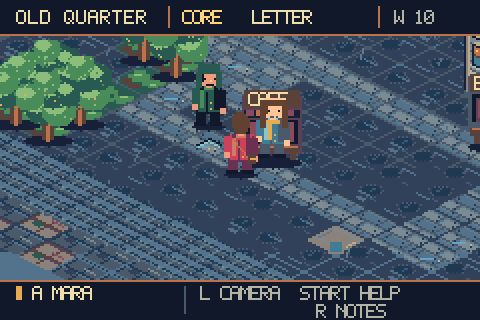 OLD QUARTER CORE LETTER W 10
A MARA L CAMERA START HELP
R NOTES